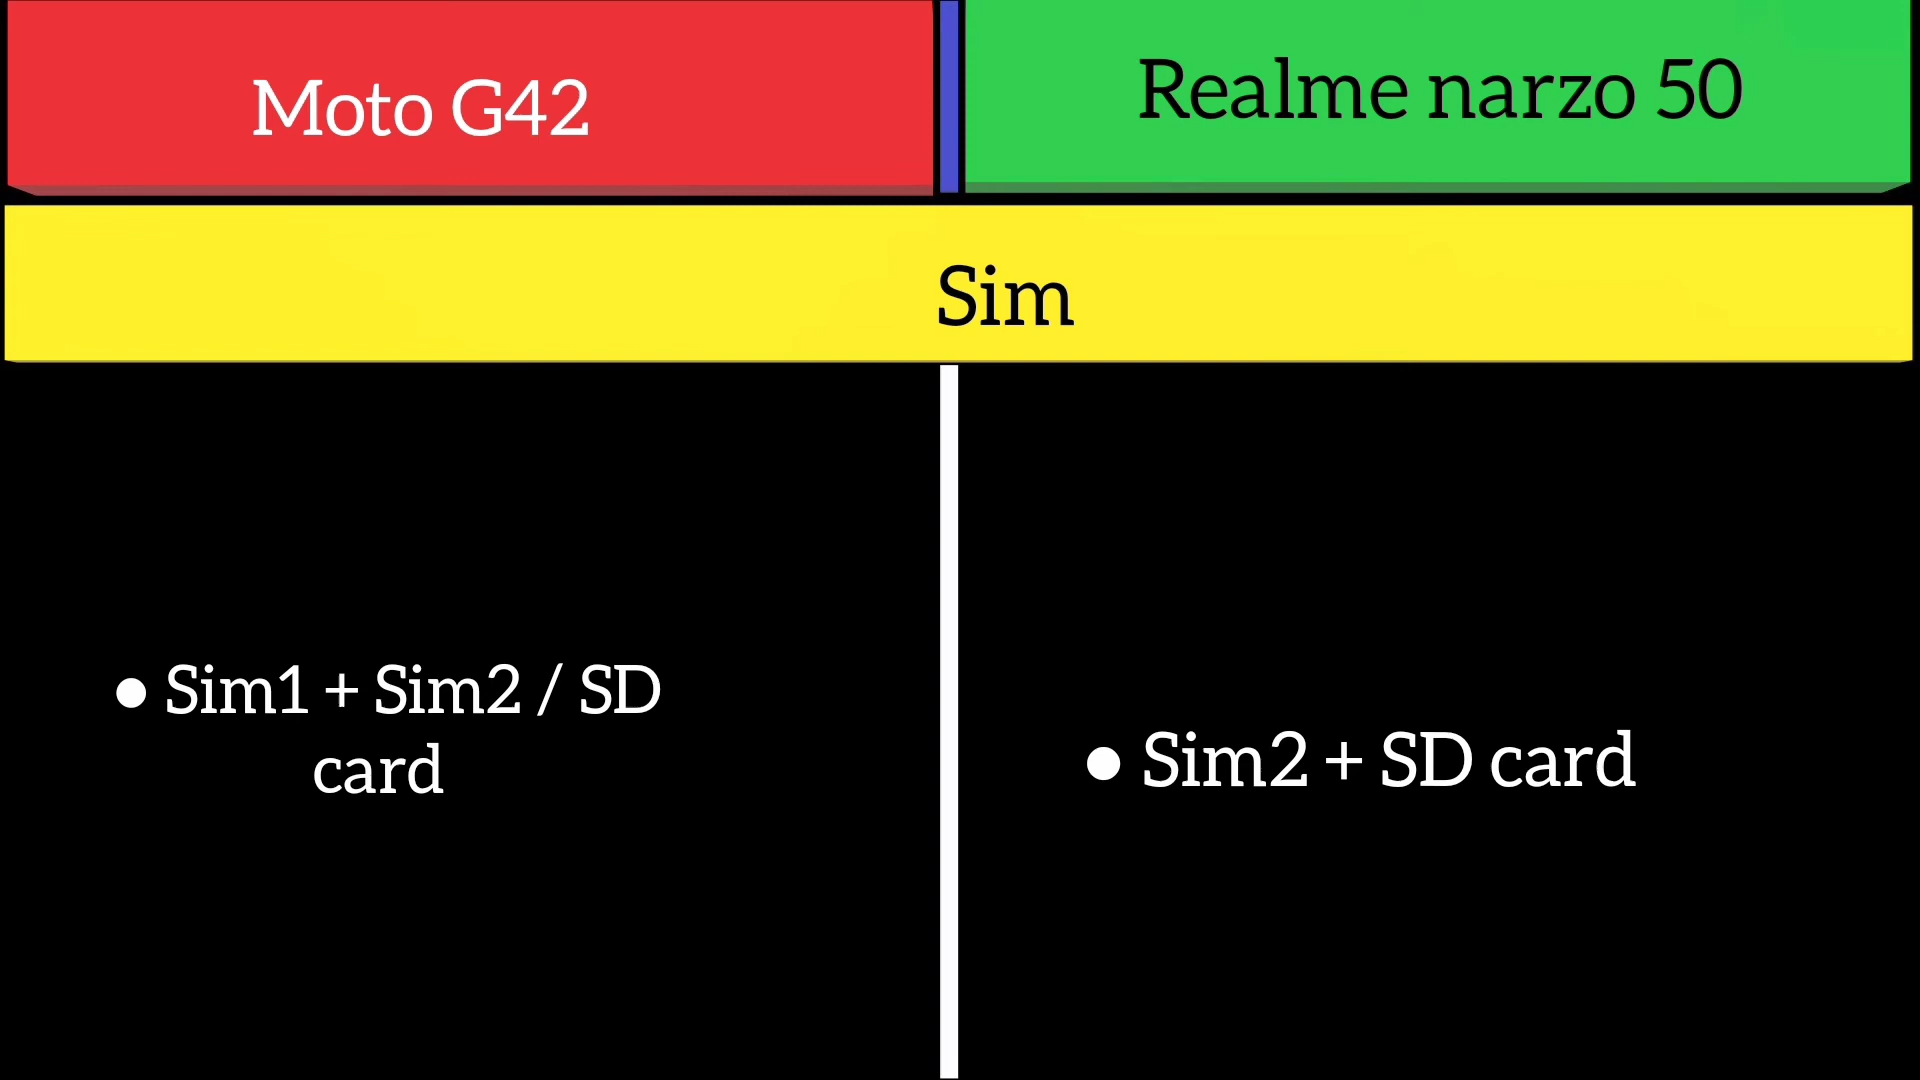 Moto G42
Realme narzo 50
Sim
● Sim1 + Sim2 / SD
card
● Sim2 + SD card